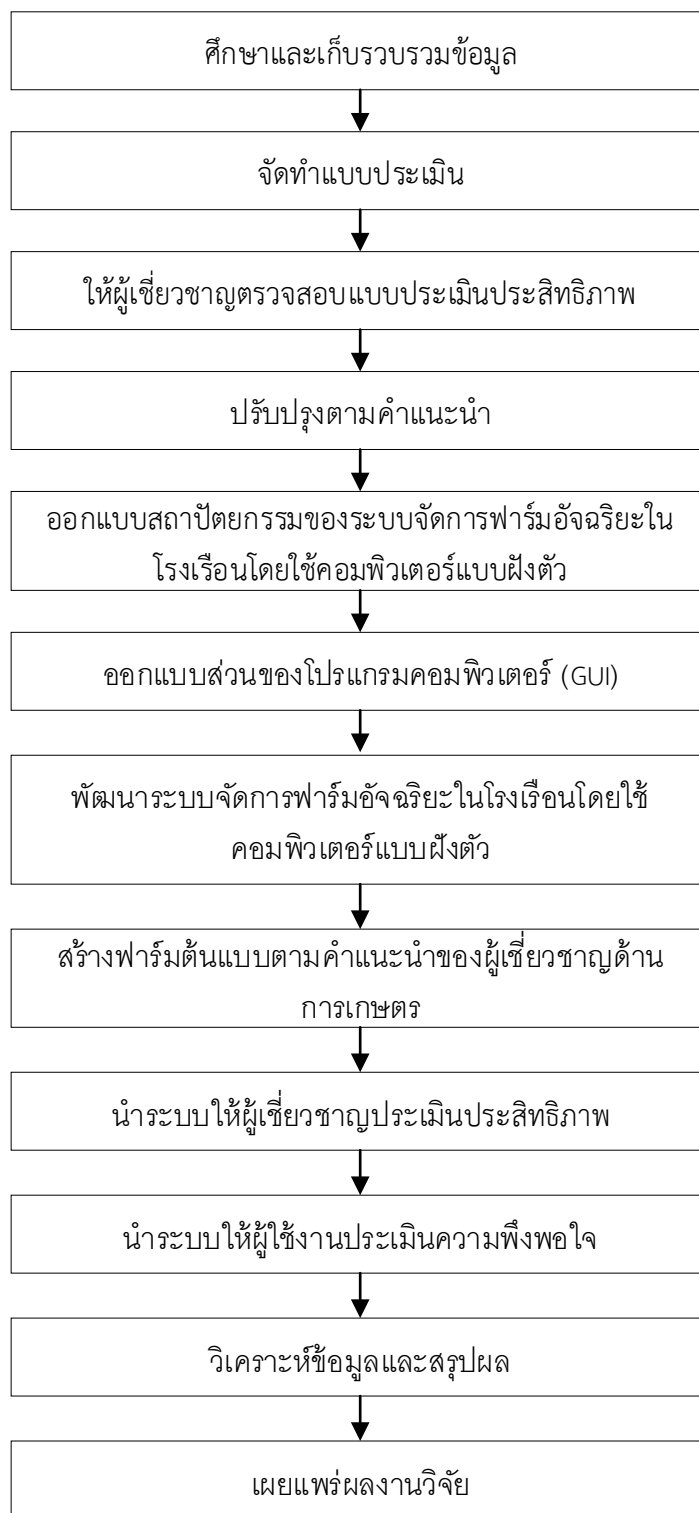 ศึกษาและเก็บรวบรวมข้อมูล
จัดทำแบบประเมิน
ให้ผู้เชี่ยวชาญตรวจสอบแบบประเมินประสิทธิภาพ
ปรับปรุงตามคำแนะนำ
ออกแบบสถาปัตยกรรมของระบบจัดการฟาร์มอัจฉริยะใน
โรงเรือนโดยใช้คอมพิวเตอร์แบบฝังตัว
ออกแบบส่วนของโปรแกรมคอมพิวเตอร์ (GUI)
พัฒนาระบบจัดการฟาร์มอัจฉริยะในโรงเรือนโดยใช้
คอมพิวเตอร์แบบฝังตัว
สร้างฟาร์มต้นแบบตามคำแนะนำของผู้เชี่ยวชาญด้าน
การเกษตร
นำระบบให้ผู้เชี่ยวชาญประเมินประสิทธิภาพ
นำระบบให้ผู้ใช้งานประเมินความพึงพอใจ
วิเคราะห์ข้อมูลและสรุปผล
เผยแพร่ผลงานวิจัย